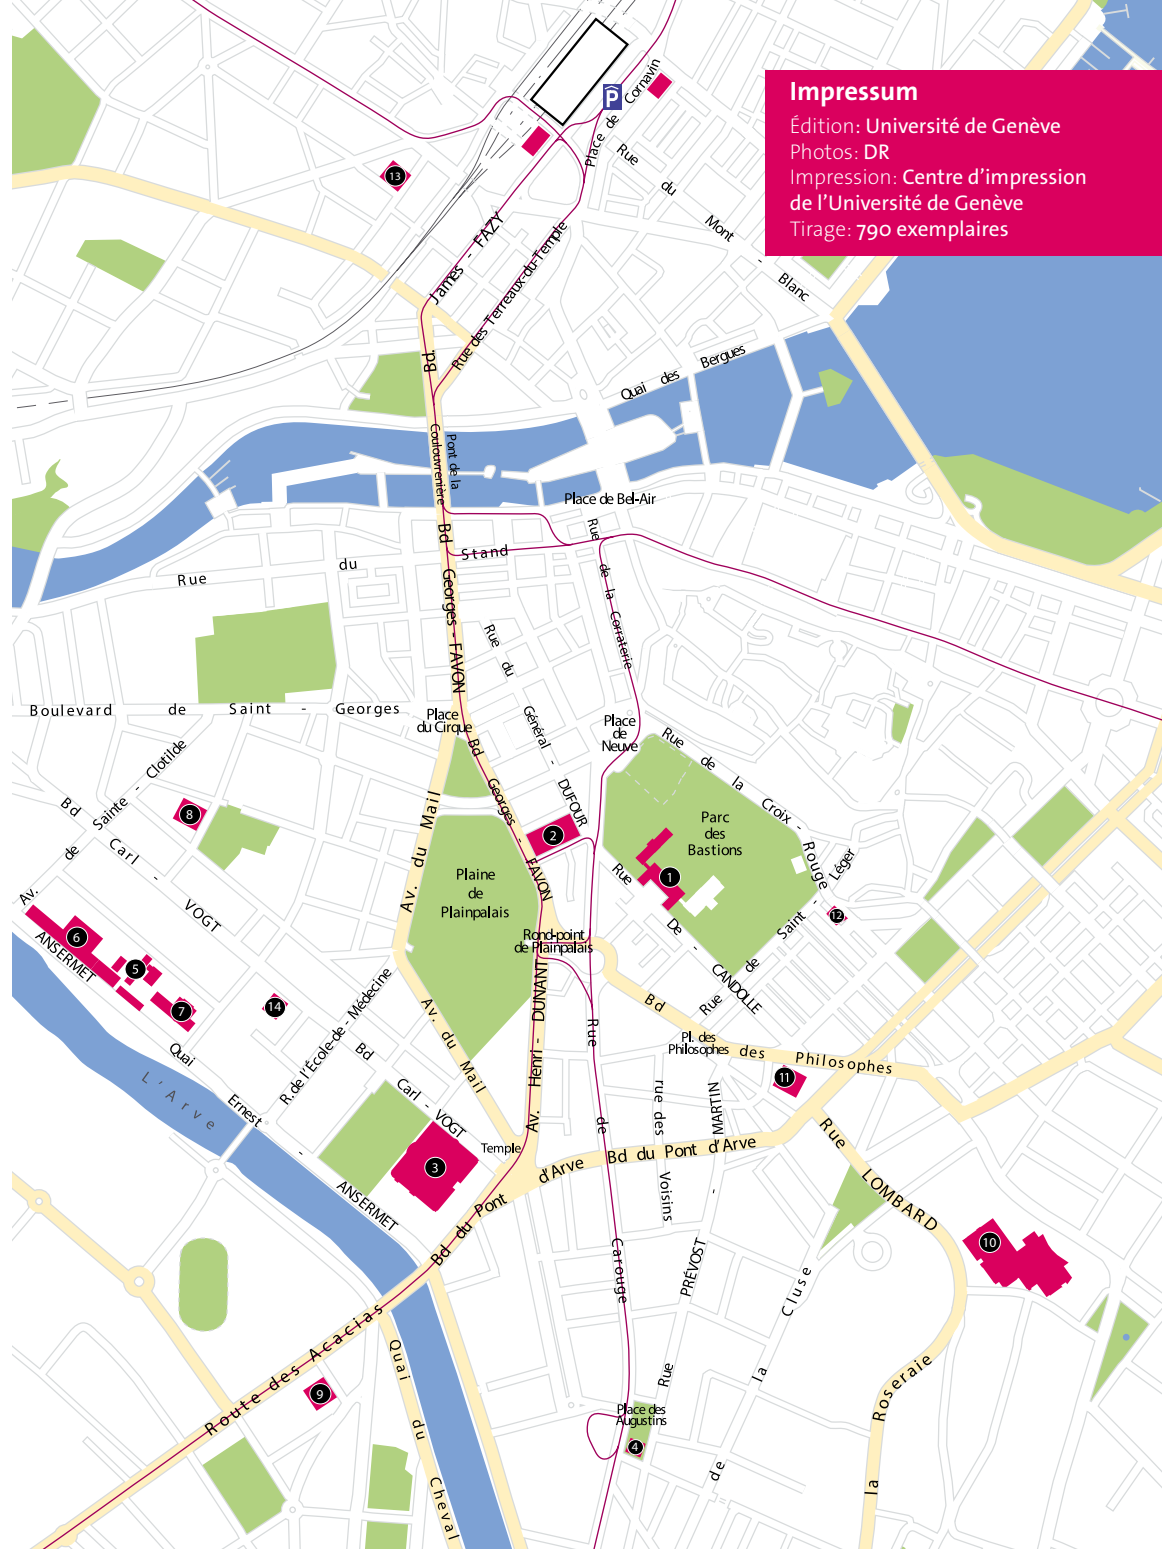 Impressum
Édition: Université de Genève
Photos: DR
Impression: Centre d'impression
de l'Université de Genève
Tirage: 790 exemplaires
P
Place de Cornavin
Rue du Mont - Blanc
13
Bd. James - FAZY
Rue des Terreaux-du-Temple
Quai des Bergues
Pont de la
Coulouvrenière
Place de Bel-Air
Rue du Stand
Bd Georges - FAVON
Rue de la Corraterie
Rue du Général - DUFOUR
Boulevard de Saint - Georges
Place
du Cirque
Place
de
Neuve
Rue de la Croix - Rouge
Bd Georges - FAVON
Av. de Sainte - Clotilde
Bd Carl - VOGT
8
Av. du Mail
2
Parc
des
Bastions
1
Rue De - CANDOLLE
Rue de Saint - Léger
12
Plaine
de
Plainpalais
Rond-point
de Plainpalais
6
5
7
14
Quai Ernest - ANSERMET
ANSERMET
L'Arve
R.de l'École-de - Médecine
Av. du Mail
Av. Henri - DUNANT
Bd des Philosophes
Pl. des
Philosophes
11
Bd Carl - VOGT
3
Temple
Rue de Carouge
rue des Voisins
Rue PRÉVOST - MARTIN
Bd du Pont d'Arve
Bd du Pont d'Arve
Rue LOMBARD
10
Rue de la Cluse
la Roseraie
Route des Acacias
9
Quai du Cheval
Place des
Augustins
4